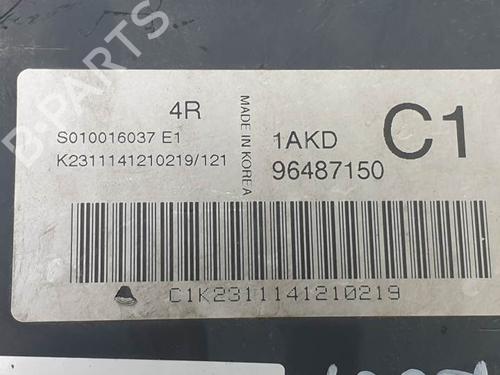 4R
S010016037 E1
K2311141210219/121
MADE IN KOREA
1AKD
96487150
C1
C1K2311141210219
B-PARTS